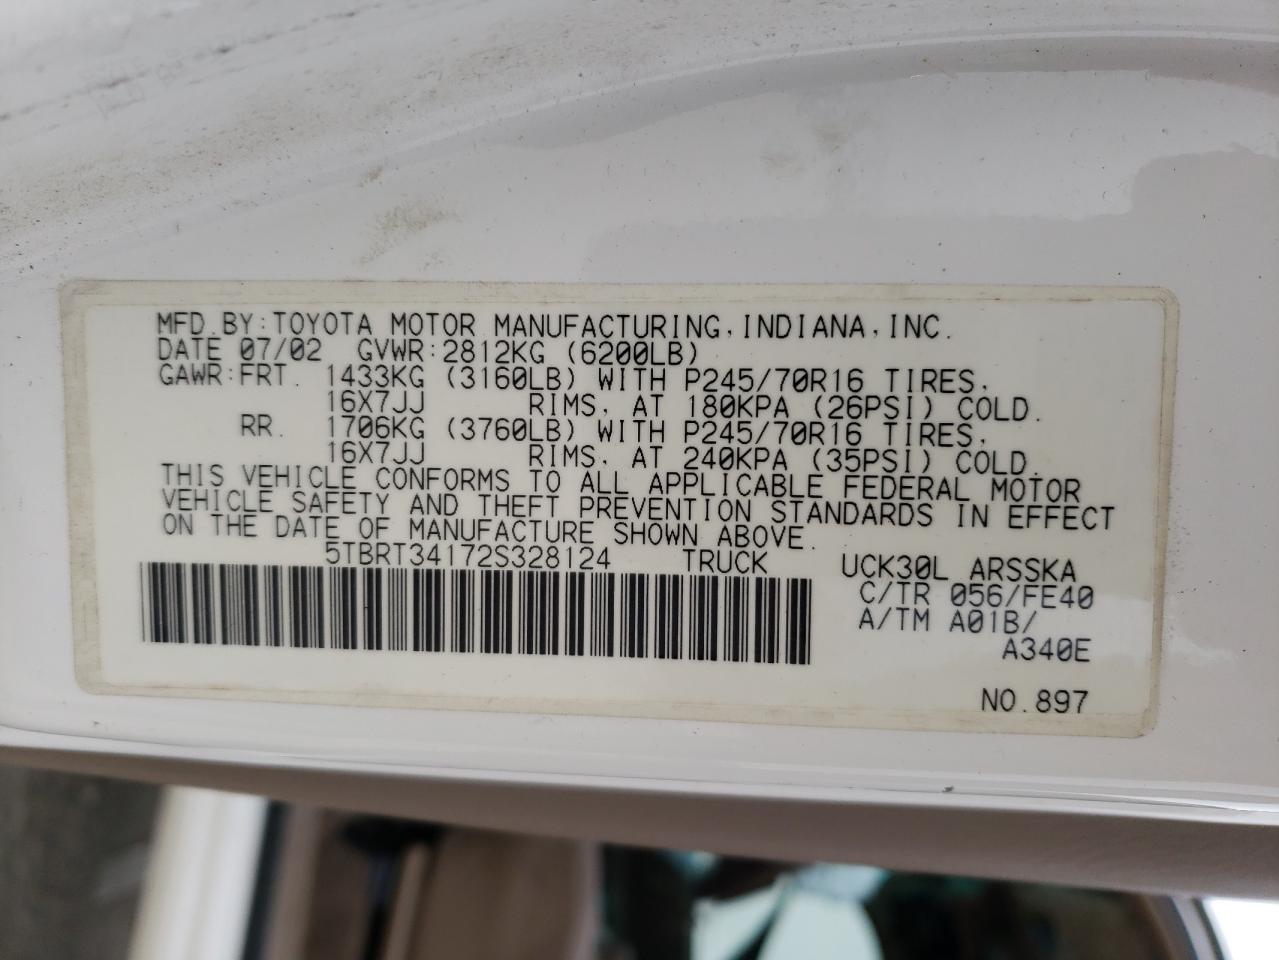 MFD.BY:TOYOTA MOTOR MANUFACTURING,INDIANA,INC.
DATE 07/02 GVWR:2812KG (6200LB)
GAWR:FRT. 1433KG (3160LB) WITH P245/70R16 TIRES,
16X7JJ RIMS, AT 180KPA (26PSI) COLD.
RR. 1706KG (3760LB) WITH P245/70R16 TIRES,
16X7JJ RIMS, AT 240KPA (35PSI) COLD.
THIS VEHICLE CONFORMS TO ALL APPLICABLE FEDERAL MOTOR
VEHICLE SAFETY AND THEFT PREVENTION STANDARDS IN EFFECT
ON THE DATE OF MANUFACTURE SHOWN ABOVE.
5TBRT34172S328124 TRUCK UCK30L ARSSKA
C/TR 056/FE40
A/TM A01B/
A340E
NO.897